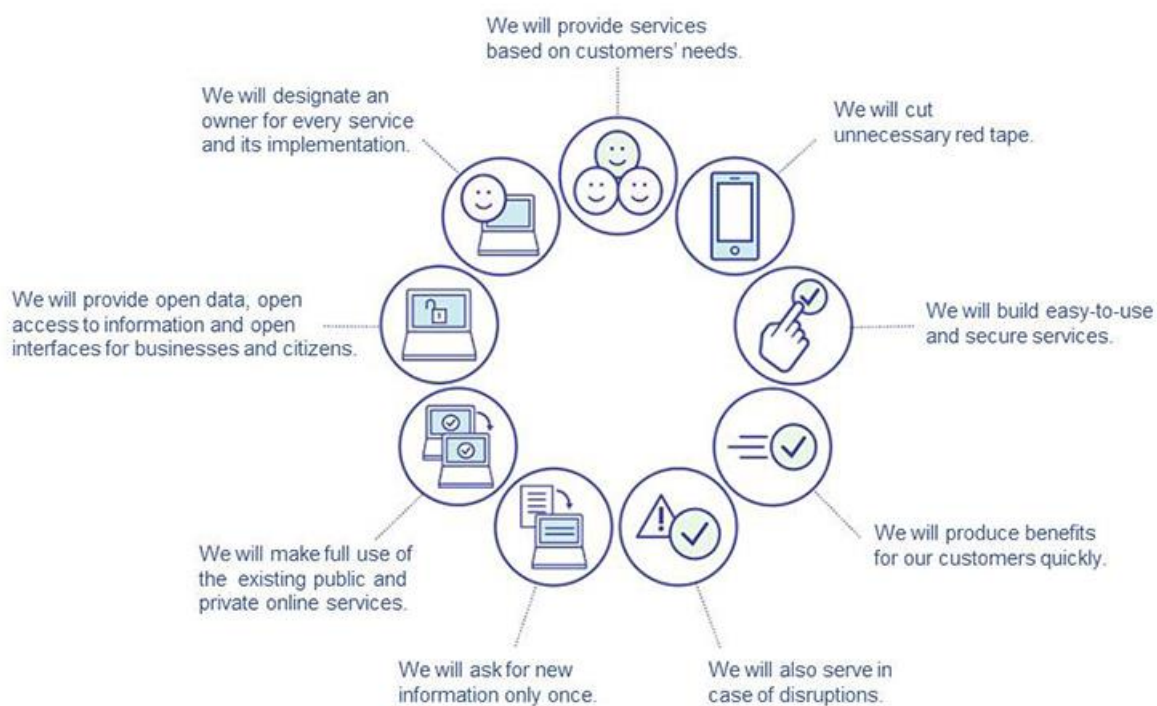 We will provide services
based on customers' needs.
We will cut
unnecessary red tape.
We will build easy-to-use
and secure services.
We will produce benefits
for our customers quickly.
We will also serve in
case of disruptions.
We will ask for new
information only once.
We will make full use of
the existing public and
private online services.
We will provide open data, open
access to information and open
interfaces for businesses and citizens.
We will designate an
owner for every service
and its implementation.